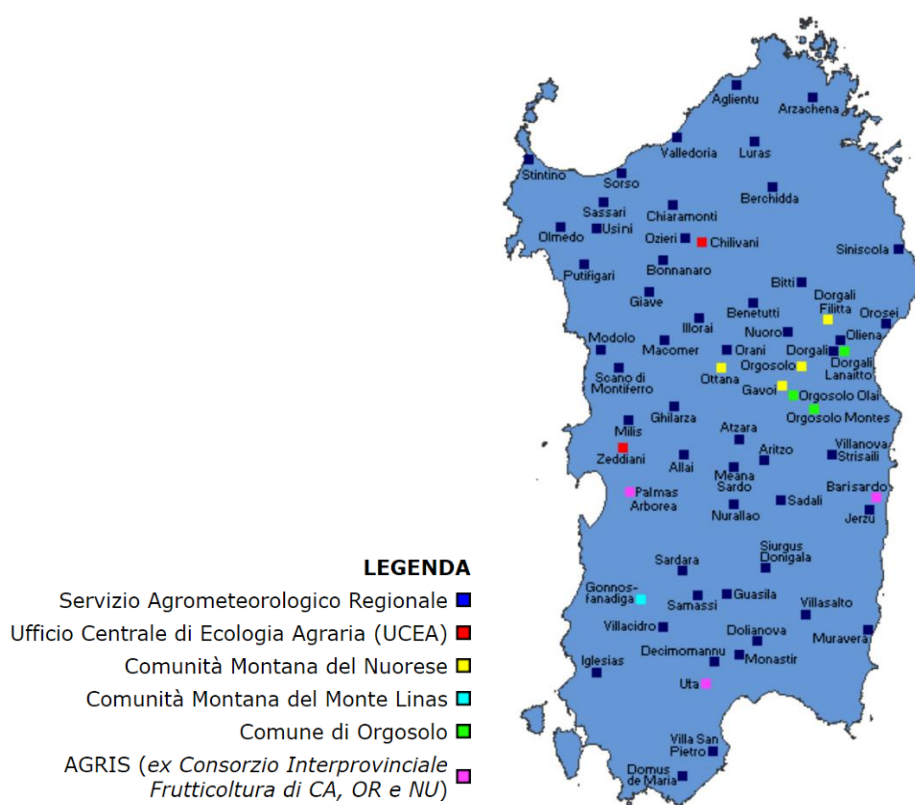 Aglientu
Arzachena
Valledoria
Luras
Stintino
Sorso
Berchidda
Sassari
Chiaramonti
Olmedo
Usini
Ozieri
Chilivani
Siniscola
Putifigari
Bonnanaro
Bitti
Giave
Dorgali
Filitta
Benetutti
Orosei
Illorai
Nuoro
Oliena
Modolo
Macomer
Orani
Dorgali
Dorgali
Lanaitto
Scano di
Montiferro
Ottana
Orgosolo
Gavoi
Orgosolo Olai
Ghilarza
Orgosolo Montes
Milis
Atzara
Villanova
Strisaili
Zeddiani
Allai
Aritzo
Meana
Sardo
Barisardo
Palmas
Arborea
Nurallao
Sadali
Jerzu
Siurgus
Donigala
Sardara
Gonnos-
fanadiga
Samassi
Guasila
Villasalto
Villacidro
Dolianova
Muravera
Decimomannu
Monastir
Iglesias
Uta
Villa San
Pietro
Domus
de Maria
LEGENDA
Servizio Agrometeorologico Regionale
Ufficio Centrale di Ecologia Agraria (UCEA)
Comunità Montana del Nuorese
Comunità Montana del Monte Linas
Comune di Orgosolo
AGRIS (ex Consorzio Interprovinciale
Frutticoltura di CA, OR e NU)